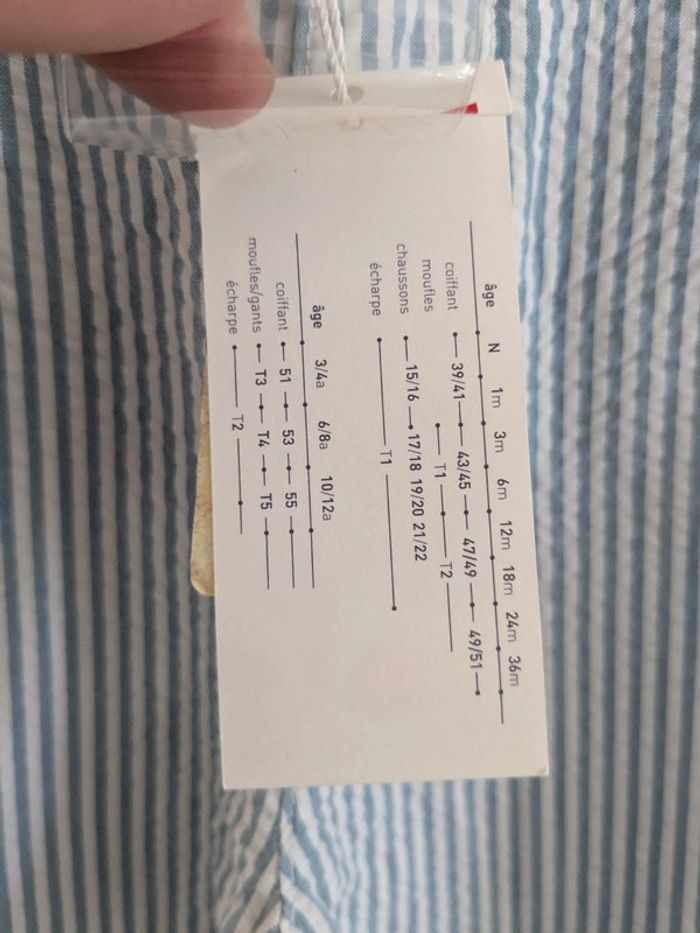 âge N 1m 3m 6m 12m 18m 24m 36m
coiffant 39/41 43/45 47/49 49/51
moufles T1 T2
chaussons 15/16 17/18 19/20 21/22
écharpe T1
âge 3/4a 6/8a 10/12a
coiffant 51 53 55
moufles/gants T3 T4 T5
écharpe T2